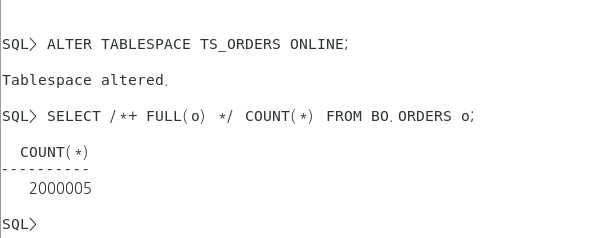 SQL> ALTER TABLESPACE TS_ORDERS ONLINE;
Tablespace altered.
SQL> SELECT /*+ FULL(o) */ COUNT(*) FROM BO.ORDERS o;
COUNT(*)
----------
2000005
SQL>